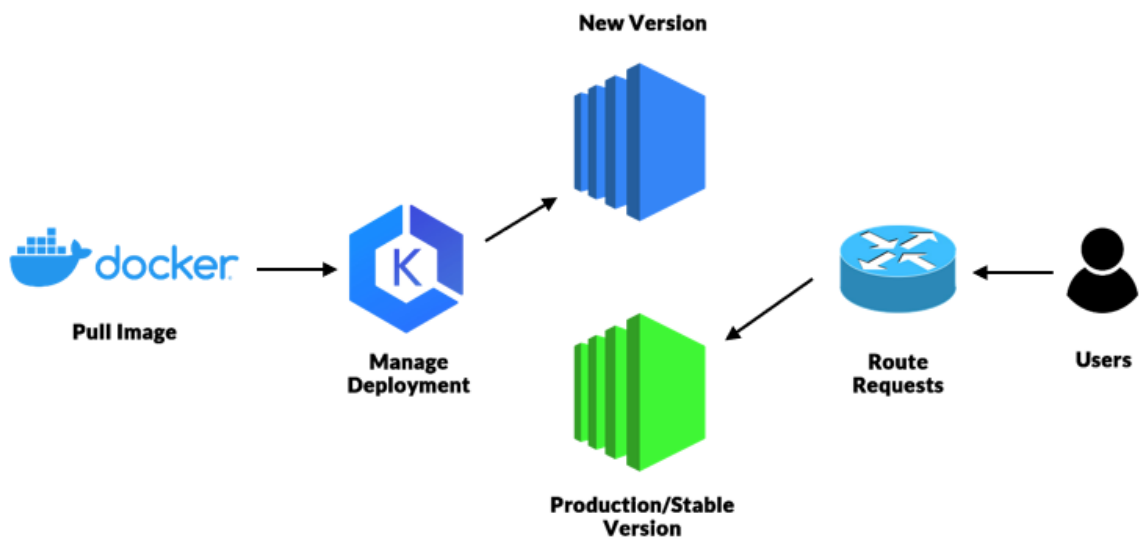 New Version
docker
Pull Image
K
Manage
Deployment
Route
Requests
Users
Production/Stable
Version